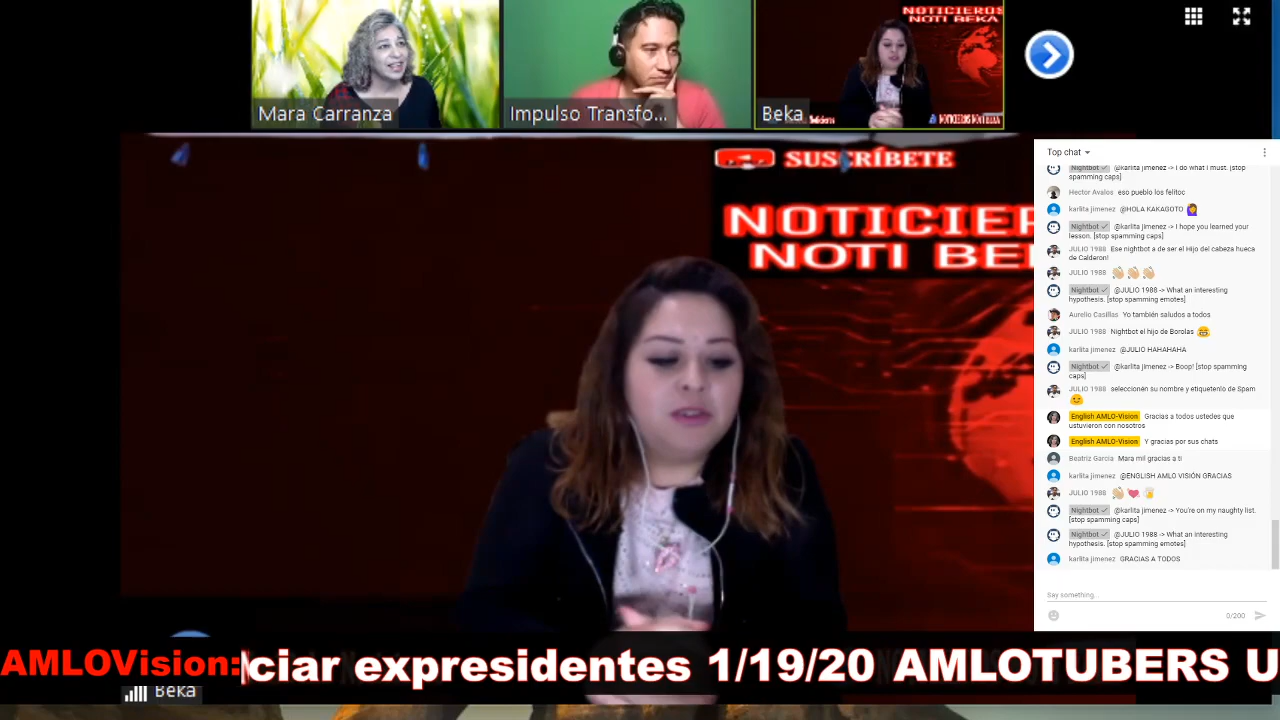 NOTICIEROS
NOTI BEKA
Mara Carranza
Impulso Transfo...
Beka
NOTICIEROS NOTI BEKA
SUSCRÍBETE
NOTICIER
NOTI BE
Top chat
Nightbot @karlita jimenez -> I do what I must. [stop
spamming caps]
Hector Avalos eso pueblo los felitoc
karlita jimenez @HOLA KAKAGOTO
Nightbot @karlita jimenez -> I hope you learned your
lesson. [stop spamming caps]
JULIO 1988 Ese nightbot a de ser el Hijo del cabeza hueca
de Calderon!
JULIO 1988
Nightbot @JULIO 1988 -> What an interesting
hypothesis. [stop spamming emotes]
Aurelio Casillas Yo también saludos a todos
JULIO 1988 Nightbot el hijo de Borolas
karlita jimenez @JULIO HAHAHAHA
Nightbot @karlita jimenez -> Boop! [stop spamming
caps]
JULIO 1988 seleccionen su nombre y etiquetenlo de Spam
English AMLO-Vision Gracias a todos ustedes que
ustuvieron con nosotros
English AMLO-Vision Y gracias por sus chats
Beatriz Garcia Mara mil gracias a ti
karlita jimenez @ENGLISH AMLO VISIÓN GRACIAS
JULIO 1988
Nightbot @karlita jimenez -> You're on my naughty list.
[stop spamming caps]
Nightbot @JULIO 1988 -> What an interesting
hypothesis. [stop spamming emotes]
karlita jimenez GRACIAS A TODOS
Say something...
0/200
AMLOVision: ciar expresidentes 1/19/20 AMLOTUBERS U
Beka